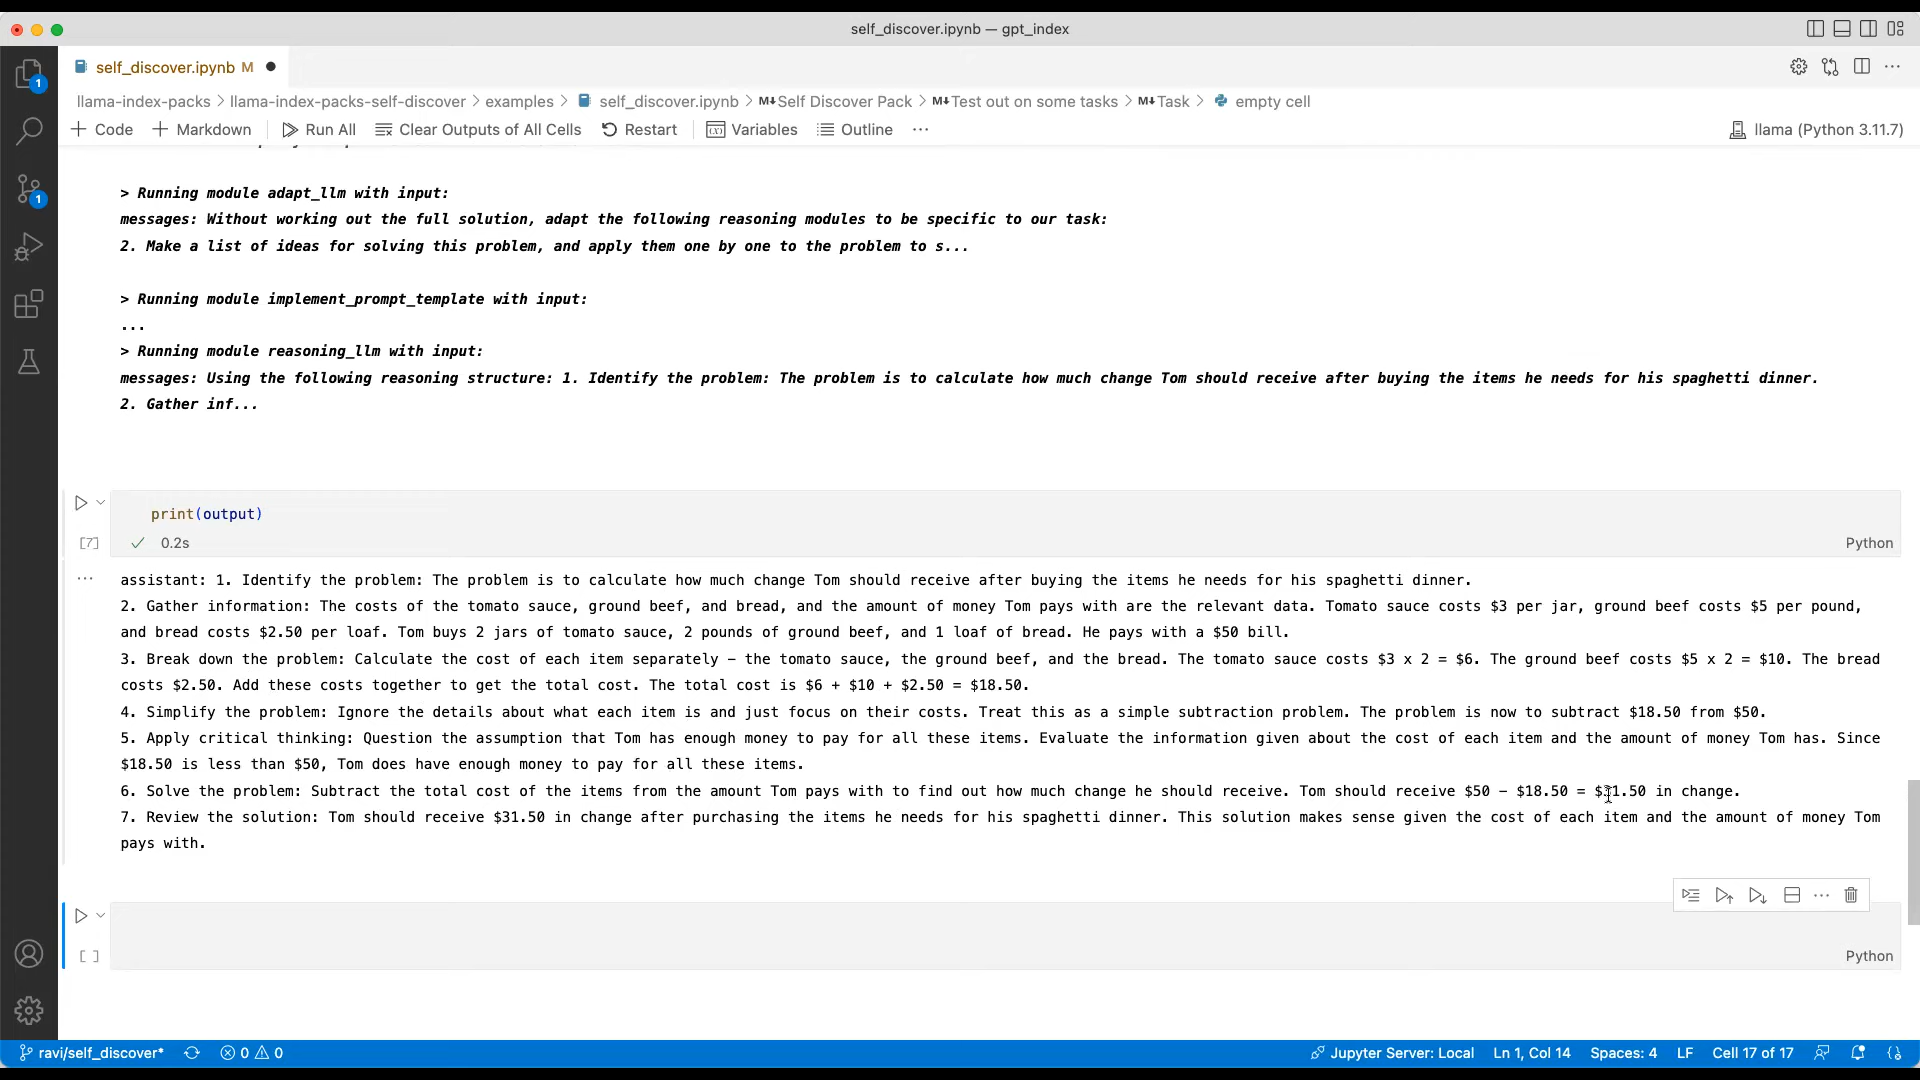 self_discover.ipynb — gpt_index
self_discover.ipynb M
llama-index-packs > llama-index-packs-self-discover > examples > self_discover.ipynb > M↓Self Discover Pack > M↓Test out on some tasks > M↓Task > empty cell
+ Code + Markdown Run All Clear Outputs of All Cells Restart Variables Outline ... llama (Python 3.11.7)
> Running module adapt_llm with input:
messages: Without working out the full solution, adapt the following reasoning modules to be specific to our task:
2. Make a list of ideas for solving this problem, and apply them one by one to the problem to s...
> Running module implement_prompt_template with input:
...
> Running module reasoning_llm with input:
messages: Using the following reasoning structure: 1. Identify the problem: The problem is to calculate how much change Tom should receive after buying the items he needs for his spaghetti dinner.
2. Gather inf...
print(output)
[7] 0.2s Python
assistant: 1. Identify the problem: The problem is to calculate how much change Tom should receive after buying the items he needs for his spaghetti dinner.
2. Gather information: The costs of the tomato sauce, ground beef, and bread, and the amount of money Tom pays with are the relevant data. Tomato sauce costs $3 per jar, ground beef costs $5 per pound,
and bread costs $2.50 per loaf. Tom buys 2 jars of tomato sauce, 2 pounds of ground beef, and 1 loaf of bread. He pays with a $50 bill.
3. Break down the problem: Calculate the cost of each item separately – the tomato sauce, the ground beef, and the bread. The tomato sauce costs $3 x 2 = $6. The ground beef costs $5 x 2 = $10. The bread
costs $2.50. Add these costs together to get the total cost. The total cost is $6 + $10 + $2.50 = $18.50.
4. Simplify the problem: Ignore the details about what each item is and just focus on their costs. Treat this as a simple subtraction problem. The problem is now to subtract $18.50 from $50.
5. Apply critical thinking: Question the assumption that Tom has enough money to pay for all these items. Evaluate the information given about the cost of each item and the amount of money Tom has. Since
$18.50 is less than $50, Tom does have enough money to pay for all these items.
6. Solve the problem: Subtract the total cost of the items from the amount Tom pays with to find out how much change he should receive. Tom should receive $50 – $18.50 = $31.50 in change.
7. Review the solution: Tom should receive $31.50 in change after purchasing the items he needs for his spaghetti dinner. This solution makes sense given the cost of each item and the amount of money Tom
pays with.
[ ] Python
1
1
ravi/self_discover* 0 0 Jupyter Server: Local Ln 1, Col 14 Spaces: 4 LF Cell 17 of 17